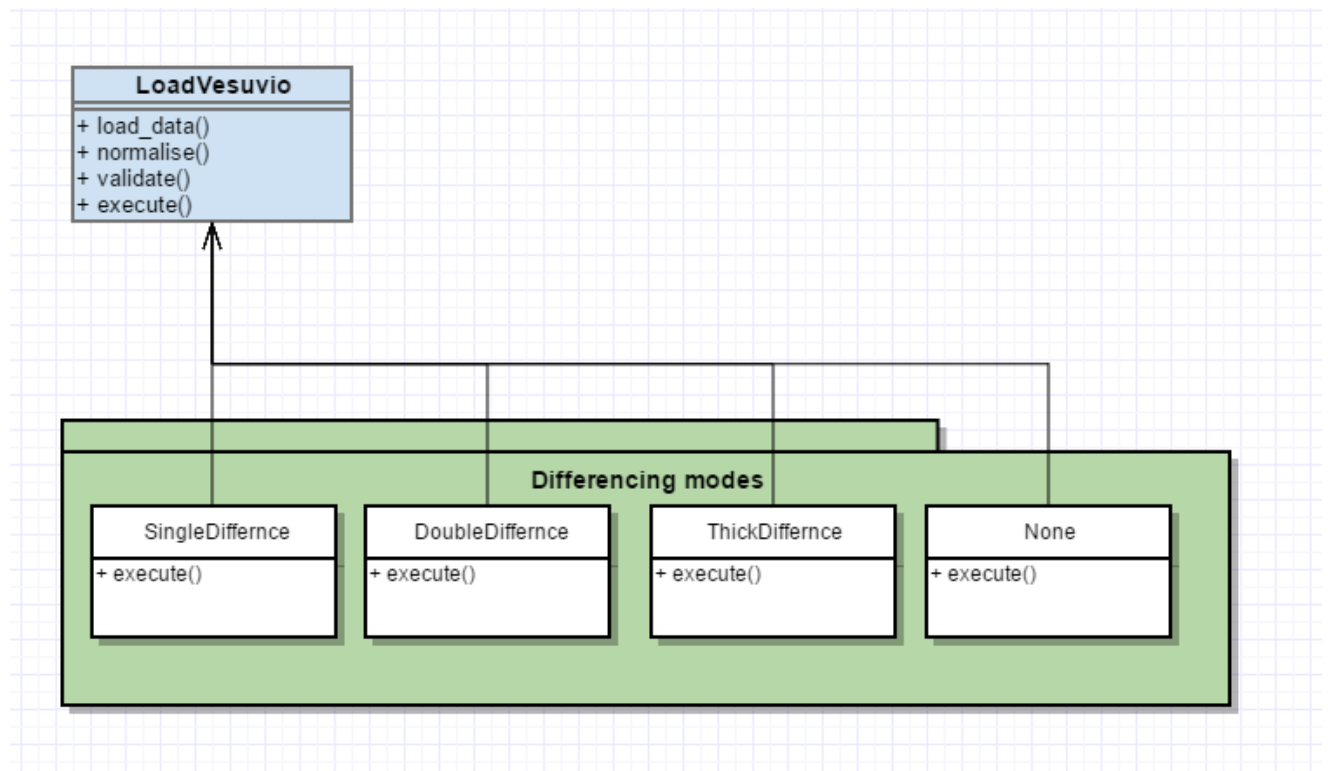 LoadVesuvio
+ load_data()
+ normalise()
+ validate()
+ execute()
Differencing modes
SingleDiffernce
+ execute()
DoubleDiffernce
+ execute()
ThickDiffernce
+ execute()
None
+ execute()